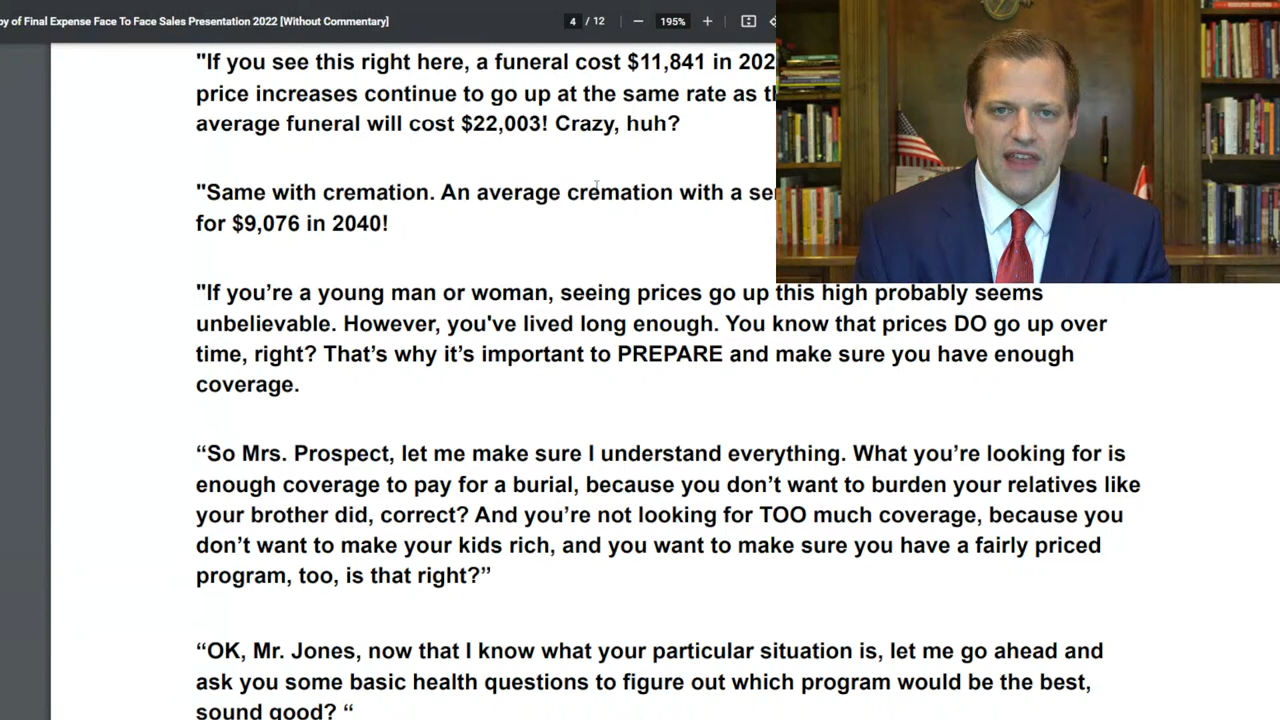 py of Final Expense Face To Face Sales Presentation 2022 [Without Commentary]
4 / 12
195%
"If you see this right here, a funeral cost $11,841 in
price increases continue to go up at the same rate as
average funeral will cost $22,003! Crazy, huh?
"Same with cremation. An average cremation with a
for $9,076 in 2040!
"If you’re a young man or woman, seeing prices go up this high probably seems
unbelievable. However, you've lived long enough. You know that prices DO go up over
time, right? That’s why it’s important to PREPARE and make sure you have enough
coverage.
“So Mrs. Prospect, let me make sure I understand everything. What you’re looking for is
enough coverage to pay for a burial, because you don’t want to burden your relatives like
your brother did, correct? And you’re not looking for TOO much coverage, because you
don’t want to make your kids rich, and you want to make sure you have a fairly priced
program, too, is that right?”
“OK, Mr. Jones, now that I know what your particular situation is, let me go ahead and
ask you some basic health questions to figure out which program would be the best,
sound good? “